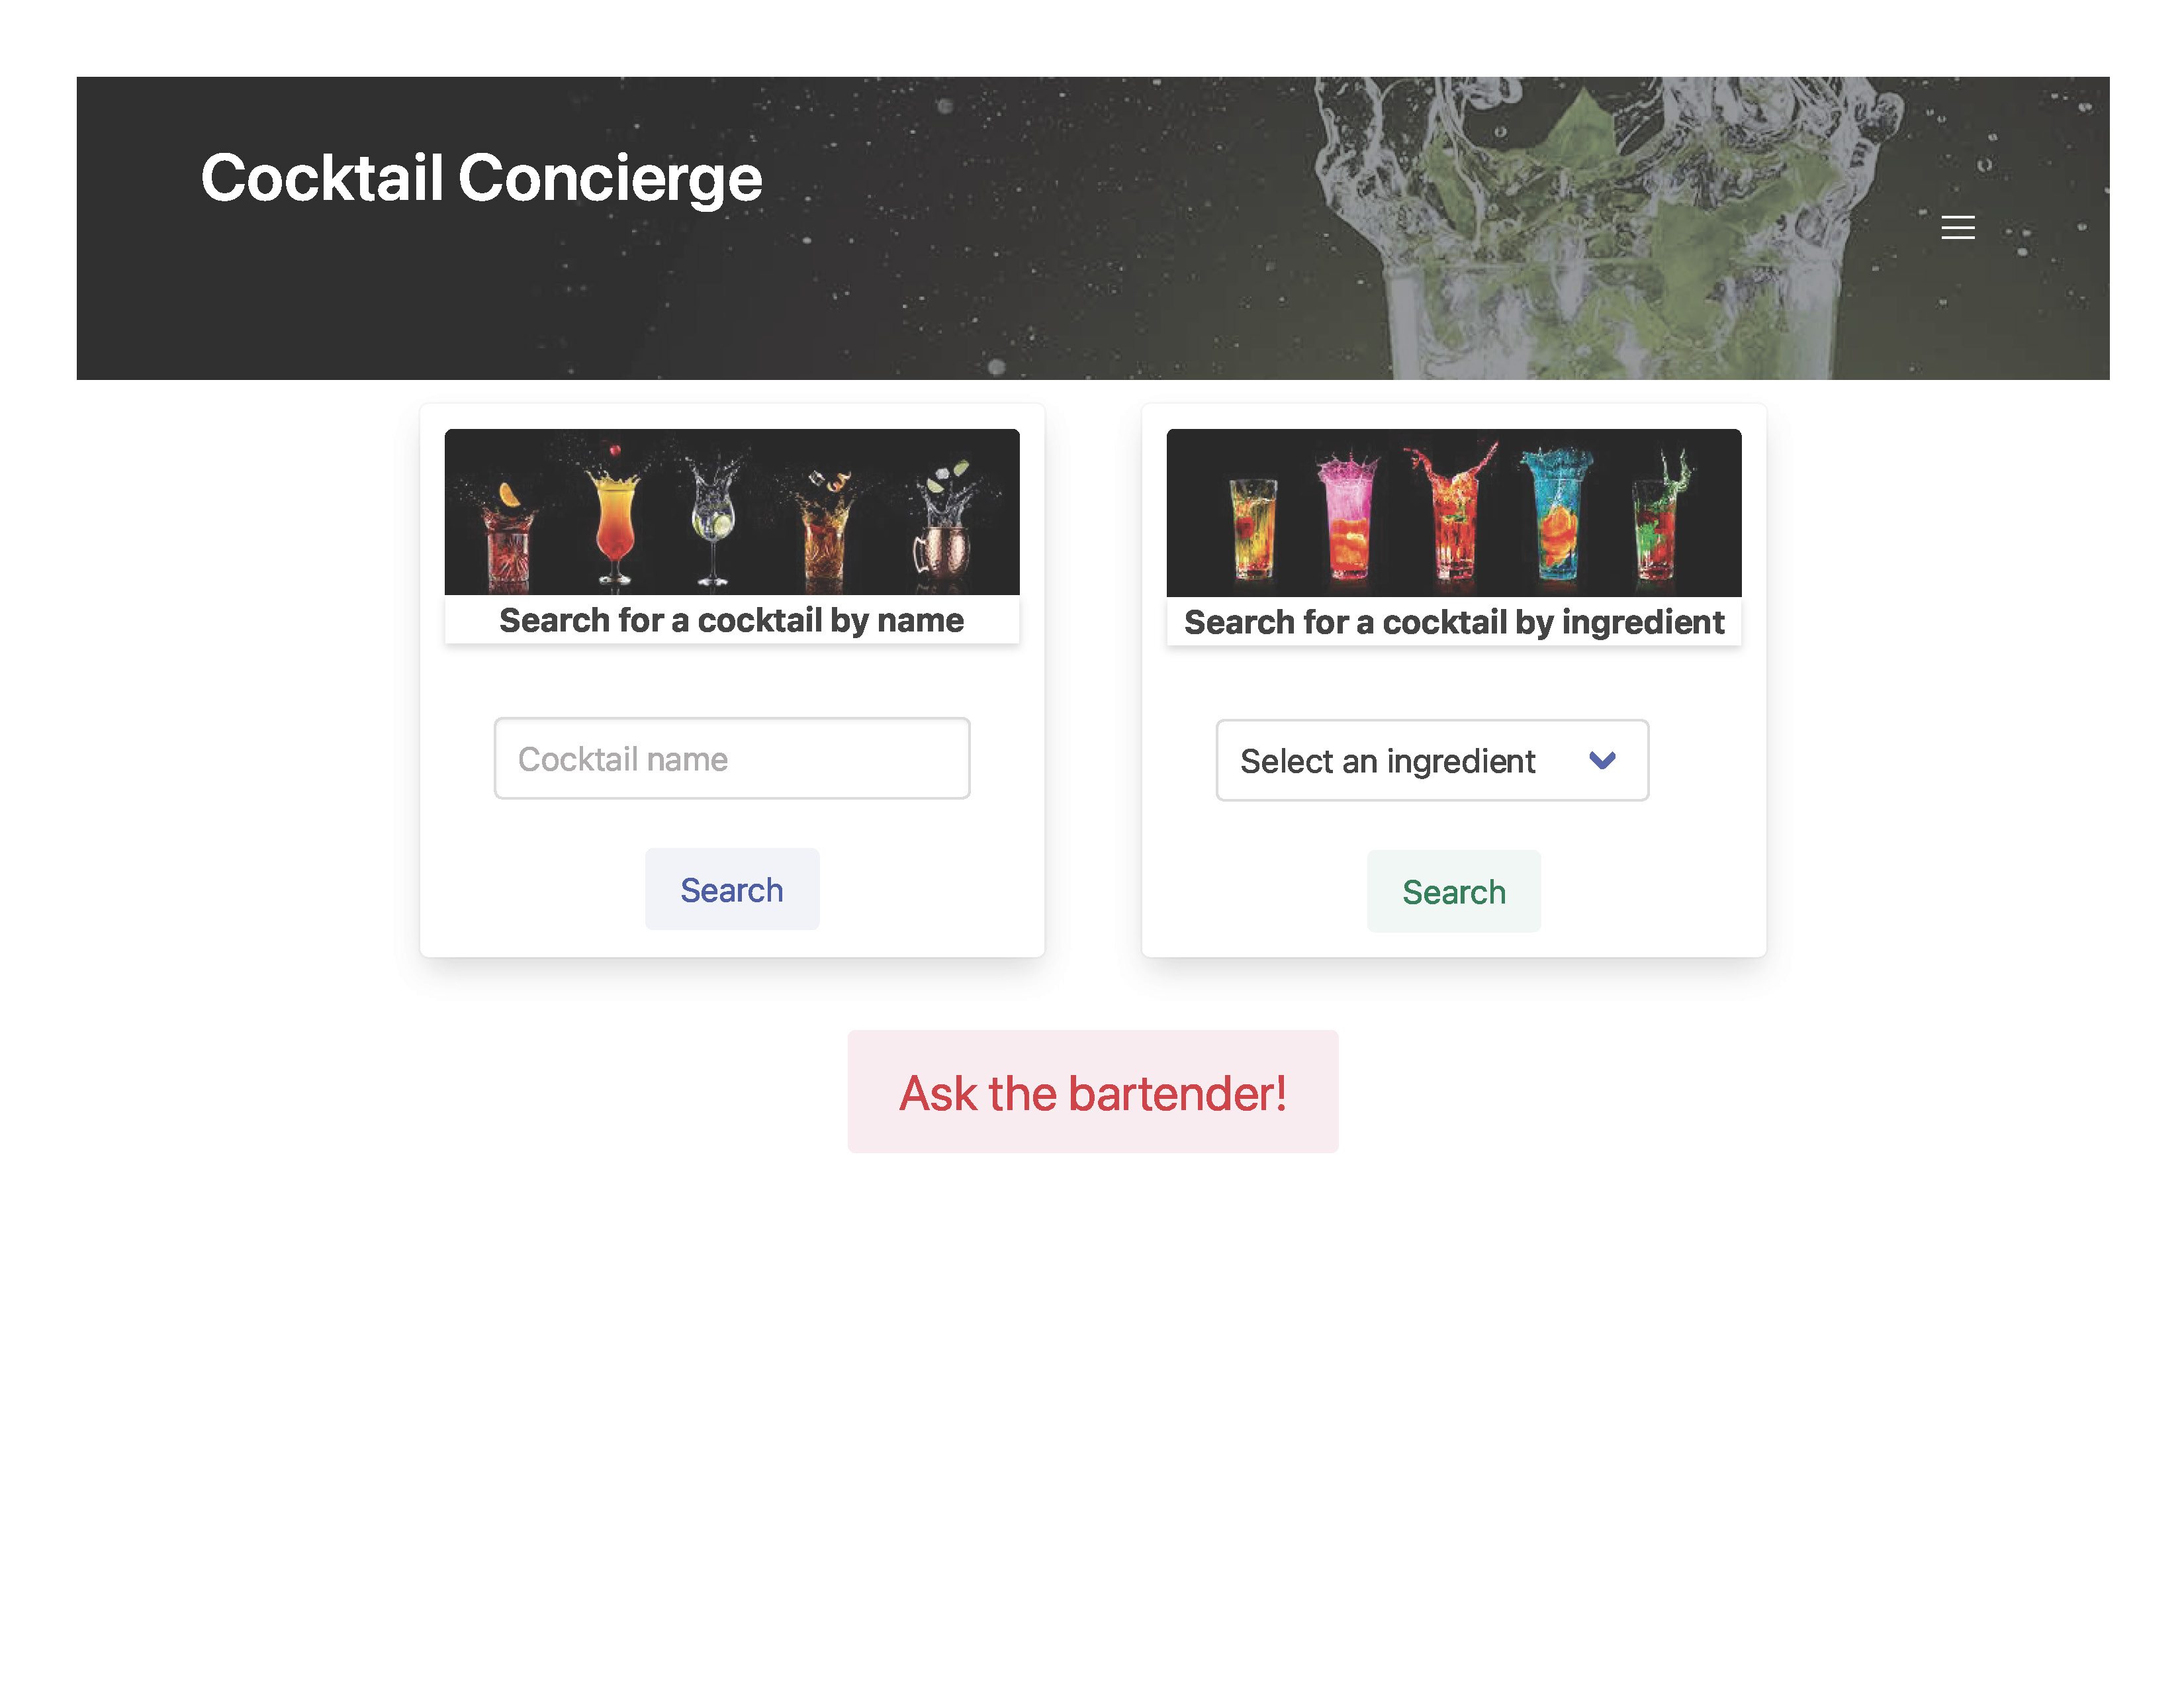 Cocktail Concierge
Search for a cocktail by name
Cocktail name
Search
Search for a cocktail by ingredient
Select an ingredient
Search
Ask the bartender!